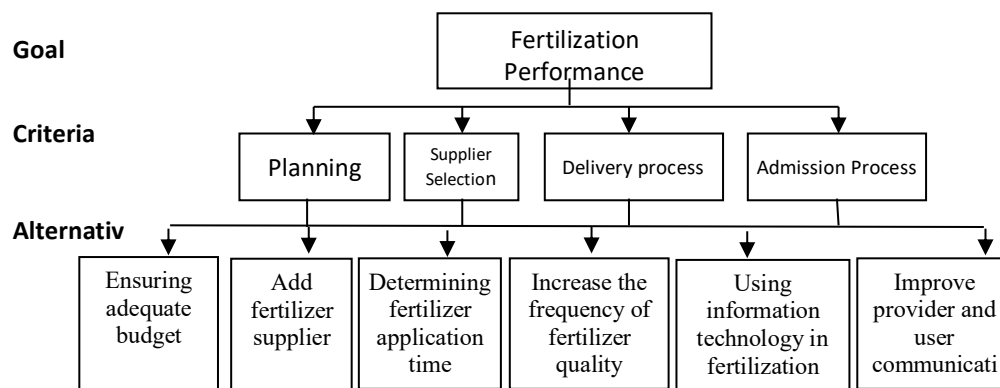 Goal
Fertilization
Performance
Criteria
Planning
Supplier
Selection
Delivery process
Admission Process
Alternativ
Ensuring
adequate
budget
Add
fertilizer
supplier
Determining
fertilizer
application
time
Increase the
frequency of
fertilizer
quality
Using
information
technology in
fertilization
Improve
provider and
user
communicati